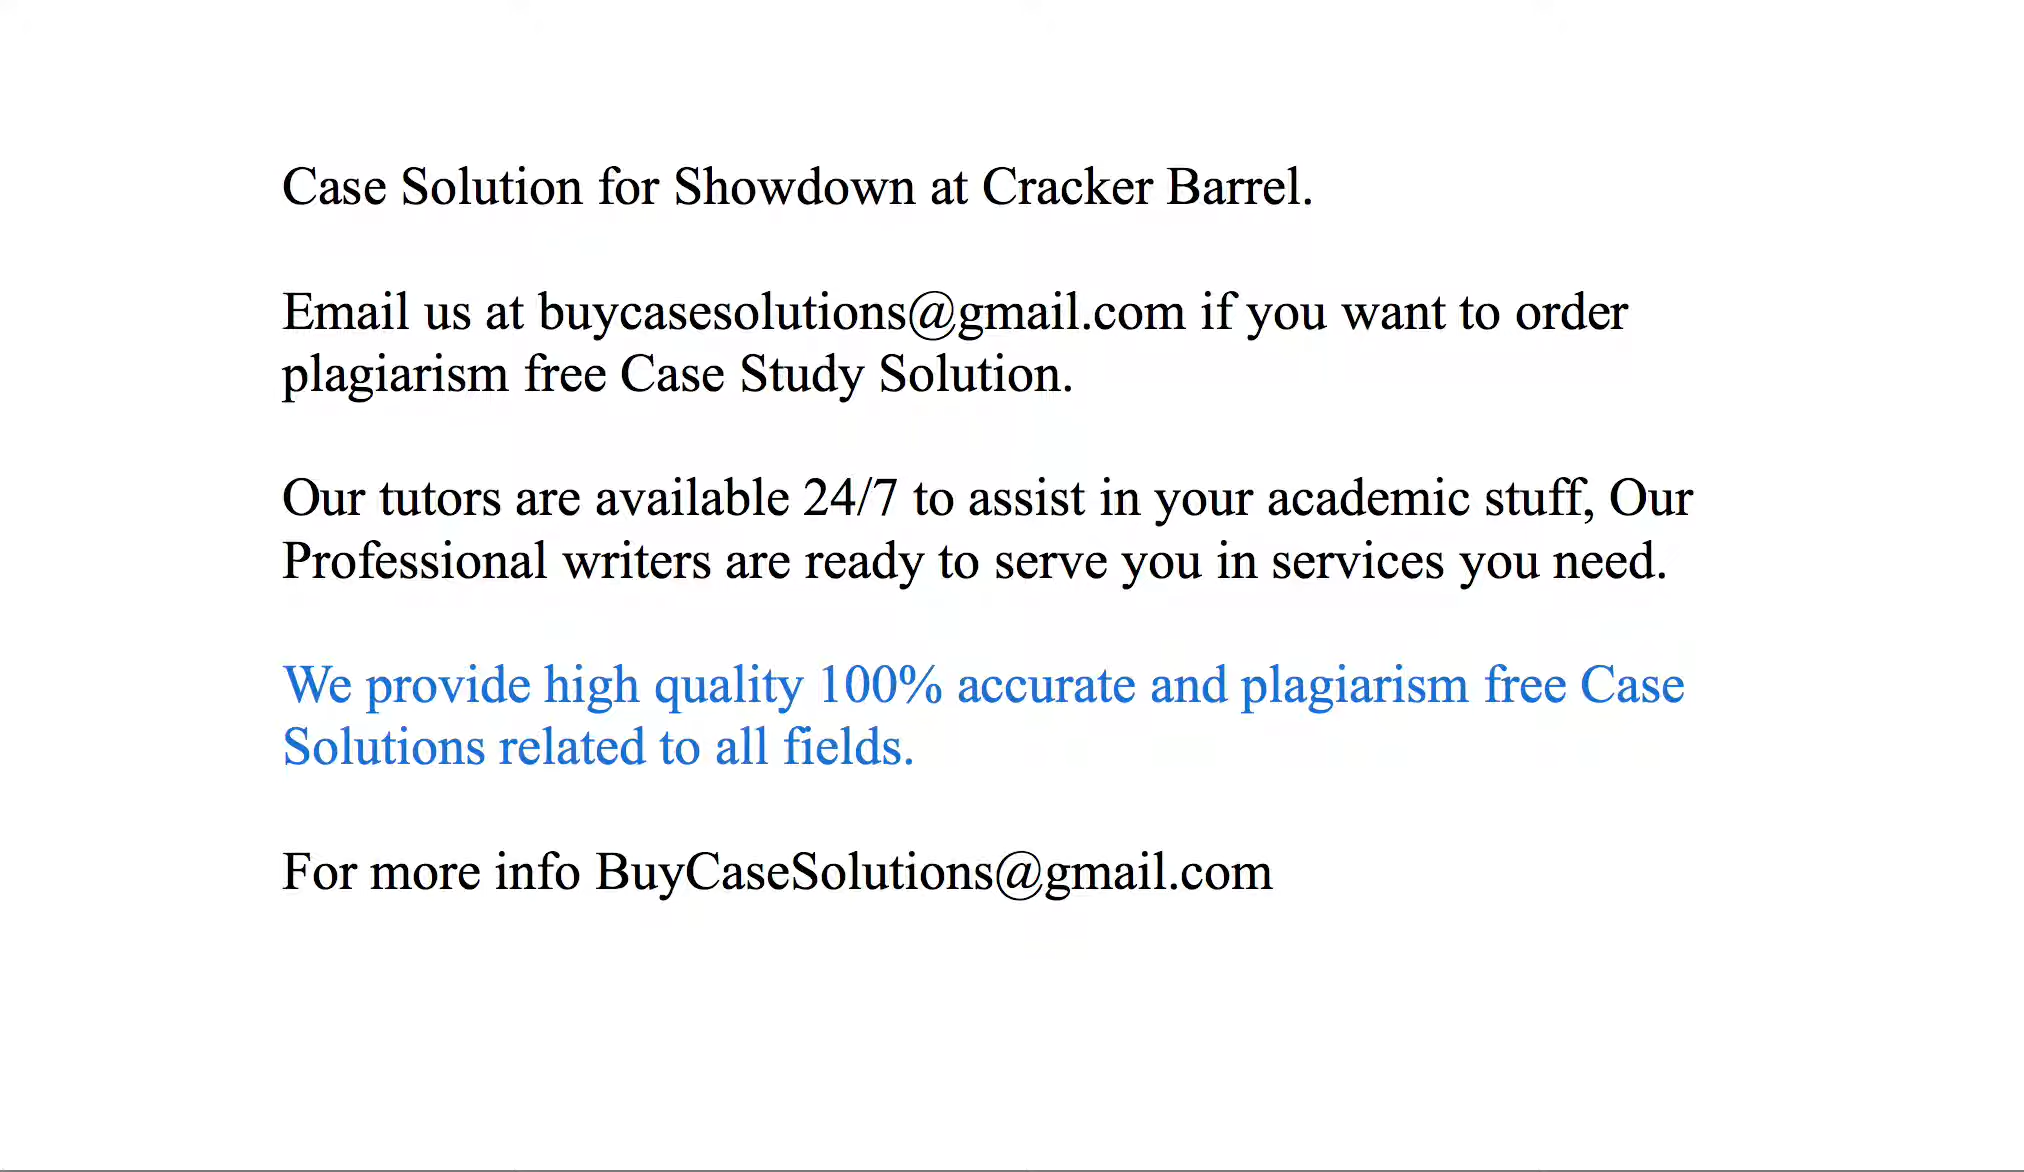 Case Solution for Showdown at Cracker Barrel.
Email us at buycasesolutions@gmail.com if you want to order
plagiarism free Case Study Solution.
Our tutors are available 24/7 to assist in your academic stuff, Our
Professional writers are ready to serve you in services you need.
We provide high quality 100% accurate and plagiarism free Case
Solutions related to all fields.
For more info BuyCaseSolutions@gmail.com